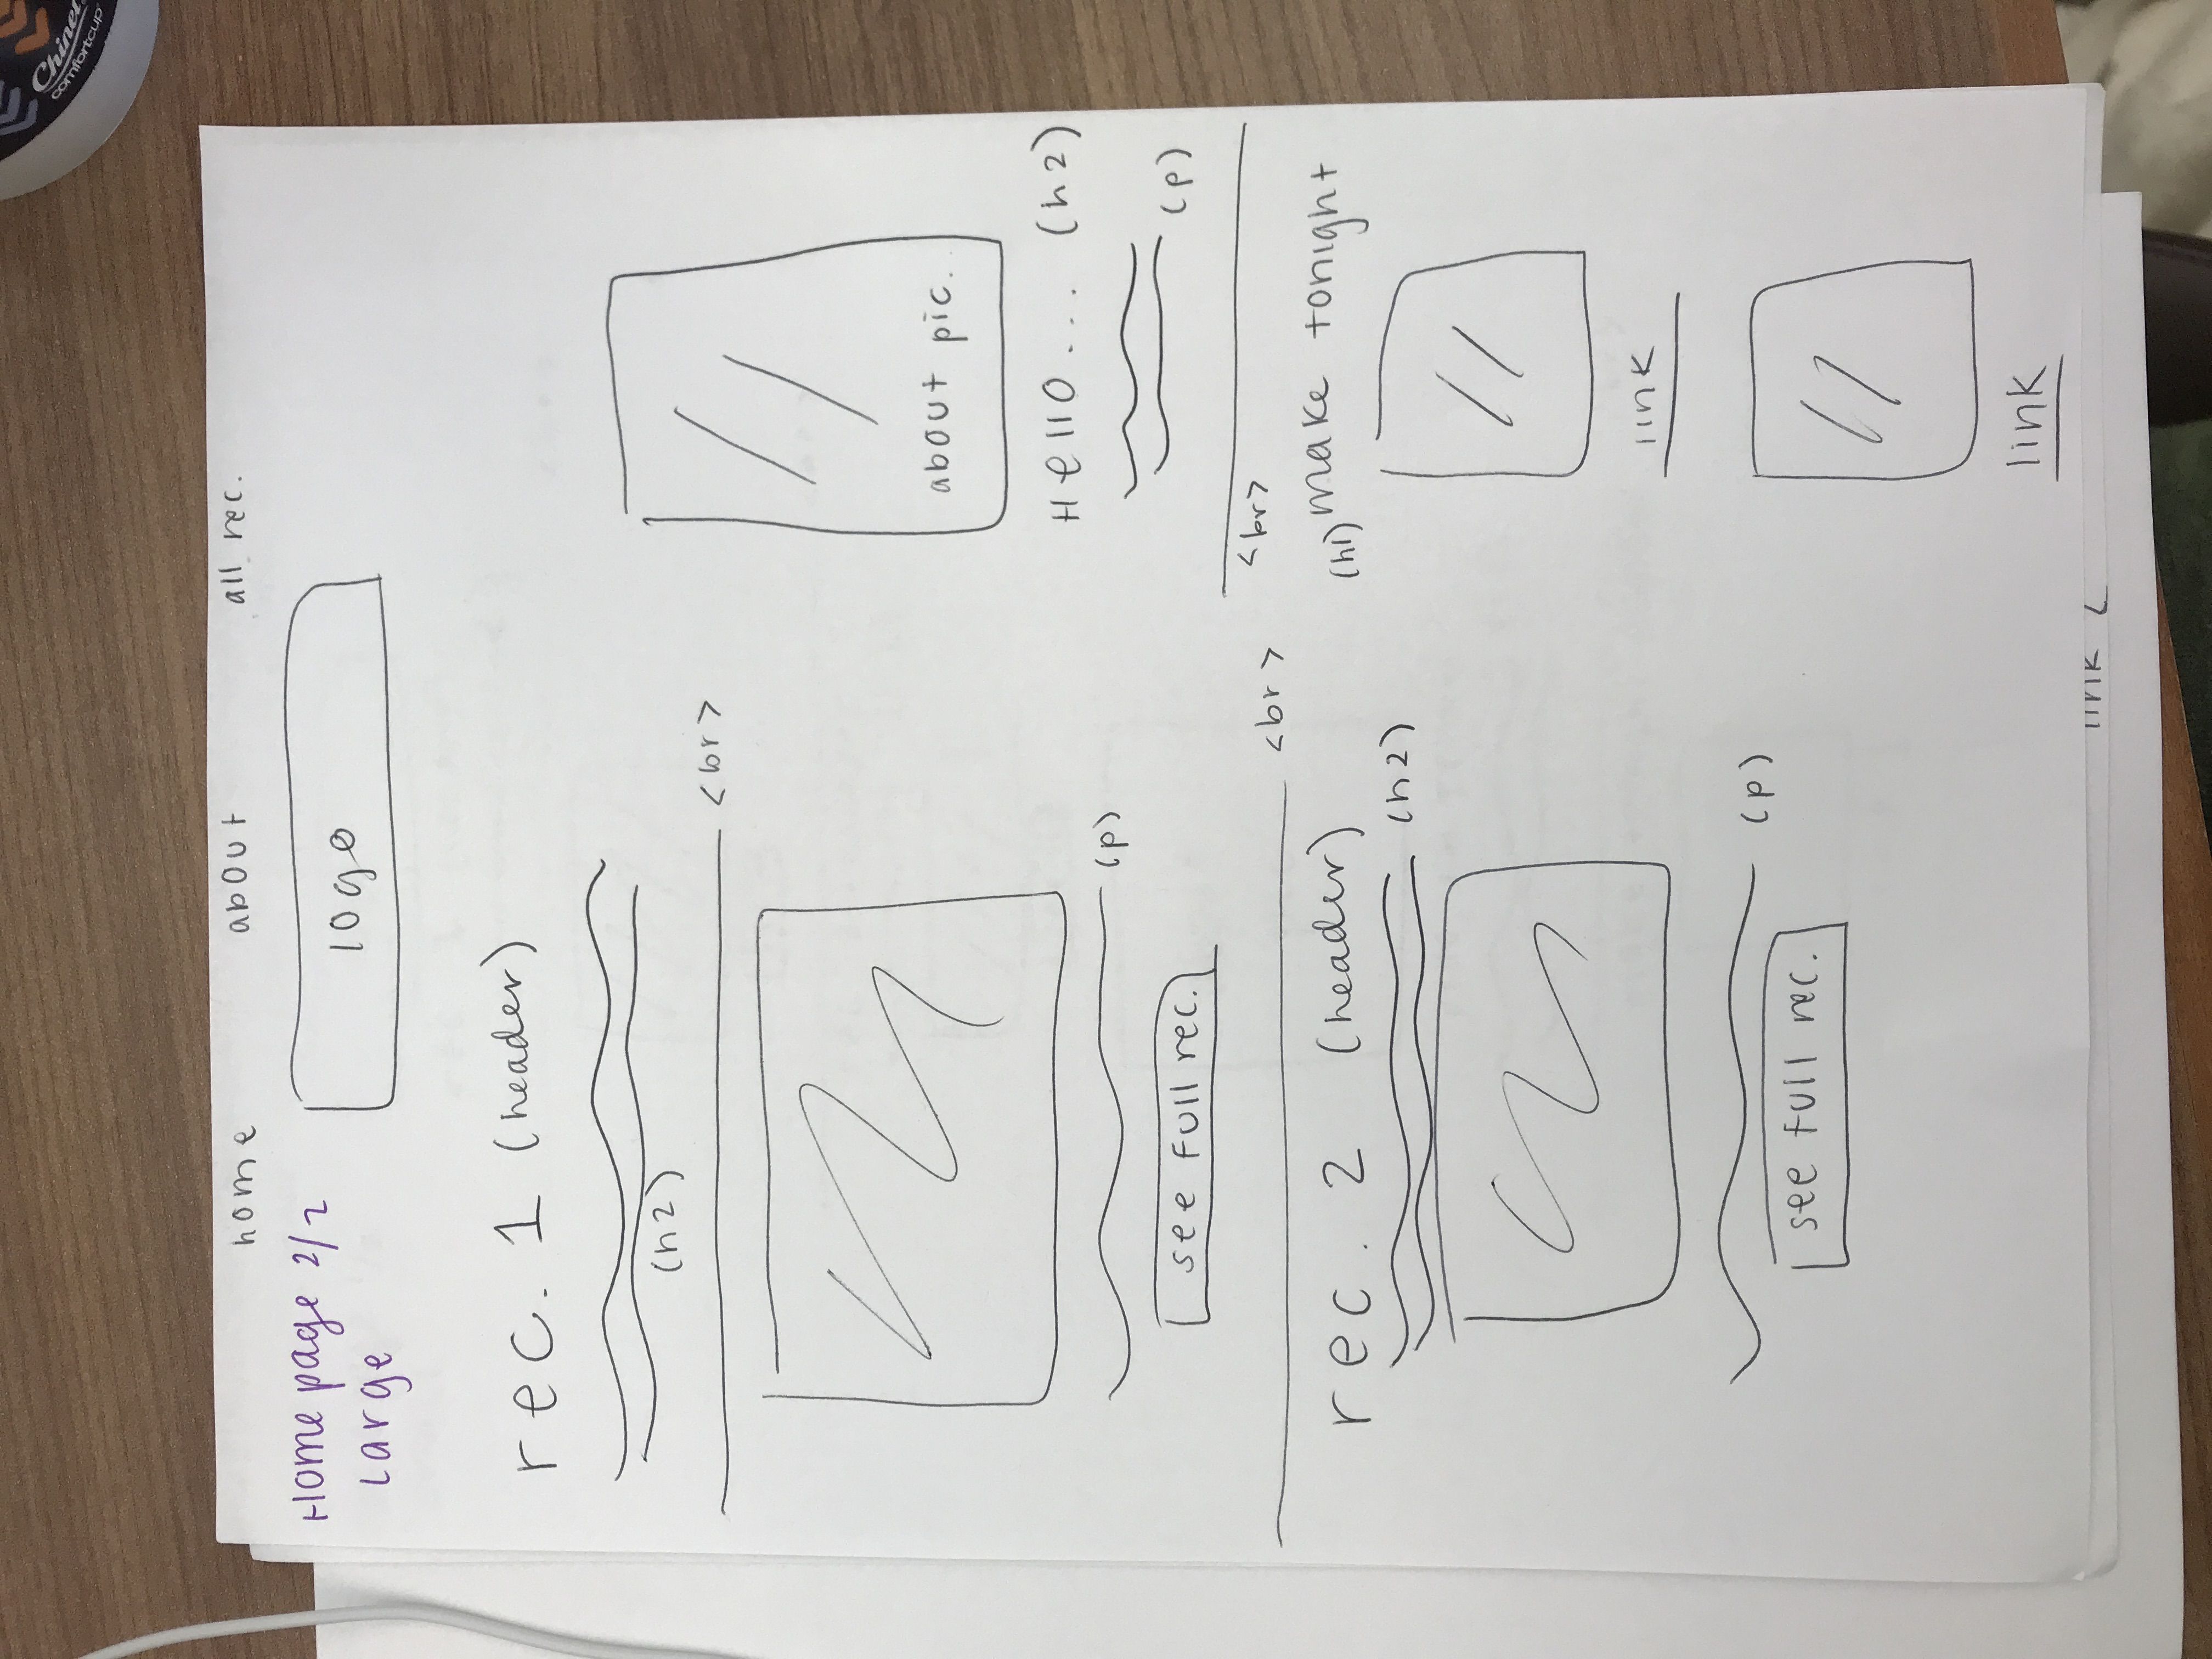 Chinet
comfortcup
home about all rec.
Home page 2/2
Large
logo
rec. 1 (header)
(h2)
<br>
(p)
see full rec.
<br>
rec. 2 (header)
(h2)
(p)
see full rec.
about pic.
Hello... (h2)
(p)
<br>
(h1) make tonight
link
link
link 2